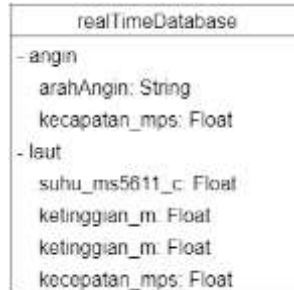 realTimeDatabase
- angin
arahAngin: String
kecapatan_mps: Float
- laut
suhu_ms5611_c: Float
ketinggian_m: Float
ketinggian_m: Float
kecepatan_mps: Float